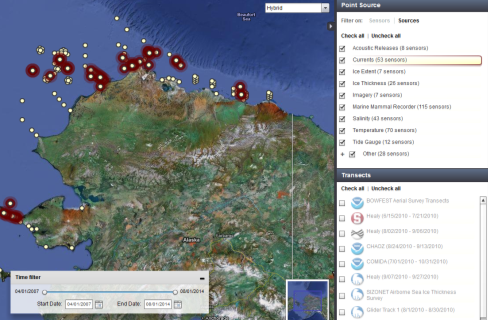 Hybrid
Beaufort
Sea
Alaska
Time filter
04/01/2007
08/01/2014
Start Date: 04/01/2007
End Date: 08/01/2014
Point Source
Filter on: Sensors | Sources
Check all | Uncheck all
Acoustic Releases (8 sensors)
Currents (53 sensors)
Ice Extent (7 sensors)
Ice Thickness (26 sensors)
Imagery (7 sensors)
Marine Mammal Recorder (115 sensors)
Salinity (43 sensors)
Temperature (70 sensors)
Tide Gauge (12 sensors)
+ Other (28 sensors)
Transects
Check all | Uncheck all
BOWFEST Aerial Survey Transects
Healy (6/15/2010 - 7/21/2010)
Healy (8/02/2010 - 9/06/2010)
CHAOZ (8/24/2010 - 9/13/2010)
COMIDA (7/01/2010 - 10/31/2010)
Healy (9/07/2010 - 9/27/2010)
SIZONET Airborne Sea Ice Thickness
Survey
Glider Track 1 (8/1/2010 - 8/30/2010)